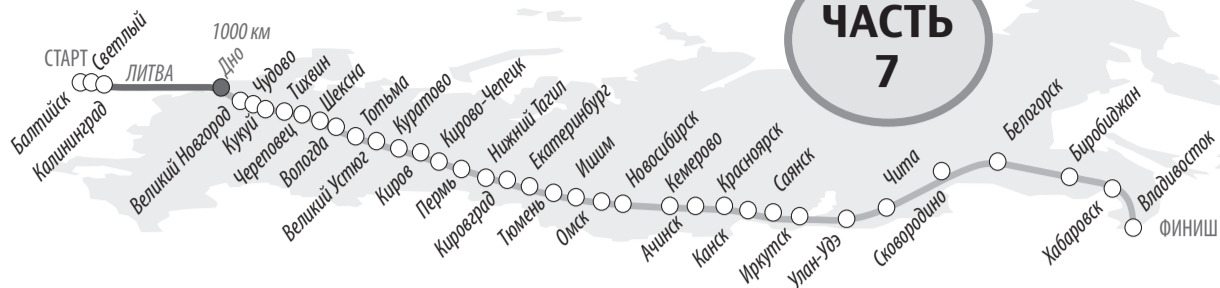 ЧАСТЬ
7
СТАРТ
Балтийск
Светлый
Калининград
ЛИТВА
1000 км
Дно
Великий Новгород
Чудово
Кукуй
Тихвин
Череповец
Шексна
Вологда
Тотьма
Великий Устюг
Куратово
Киров
Кирово-Чепецк
Пермь
Нижний Тагил
Кировград
Екатеринбург
Тюмень
Ишим
Омск
Новосибирск
Ачинск
Кемерово
Канск
Красноярск
Иркутск
Саянск
Улан-Удэ
Чита
Сковородино
Белогорск
Биробиджан
Хабаровск
Владивосток
ФИНИШ